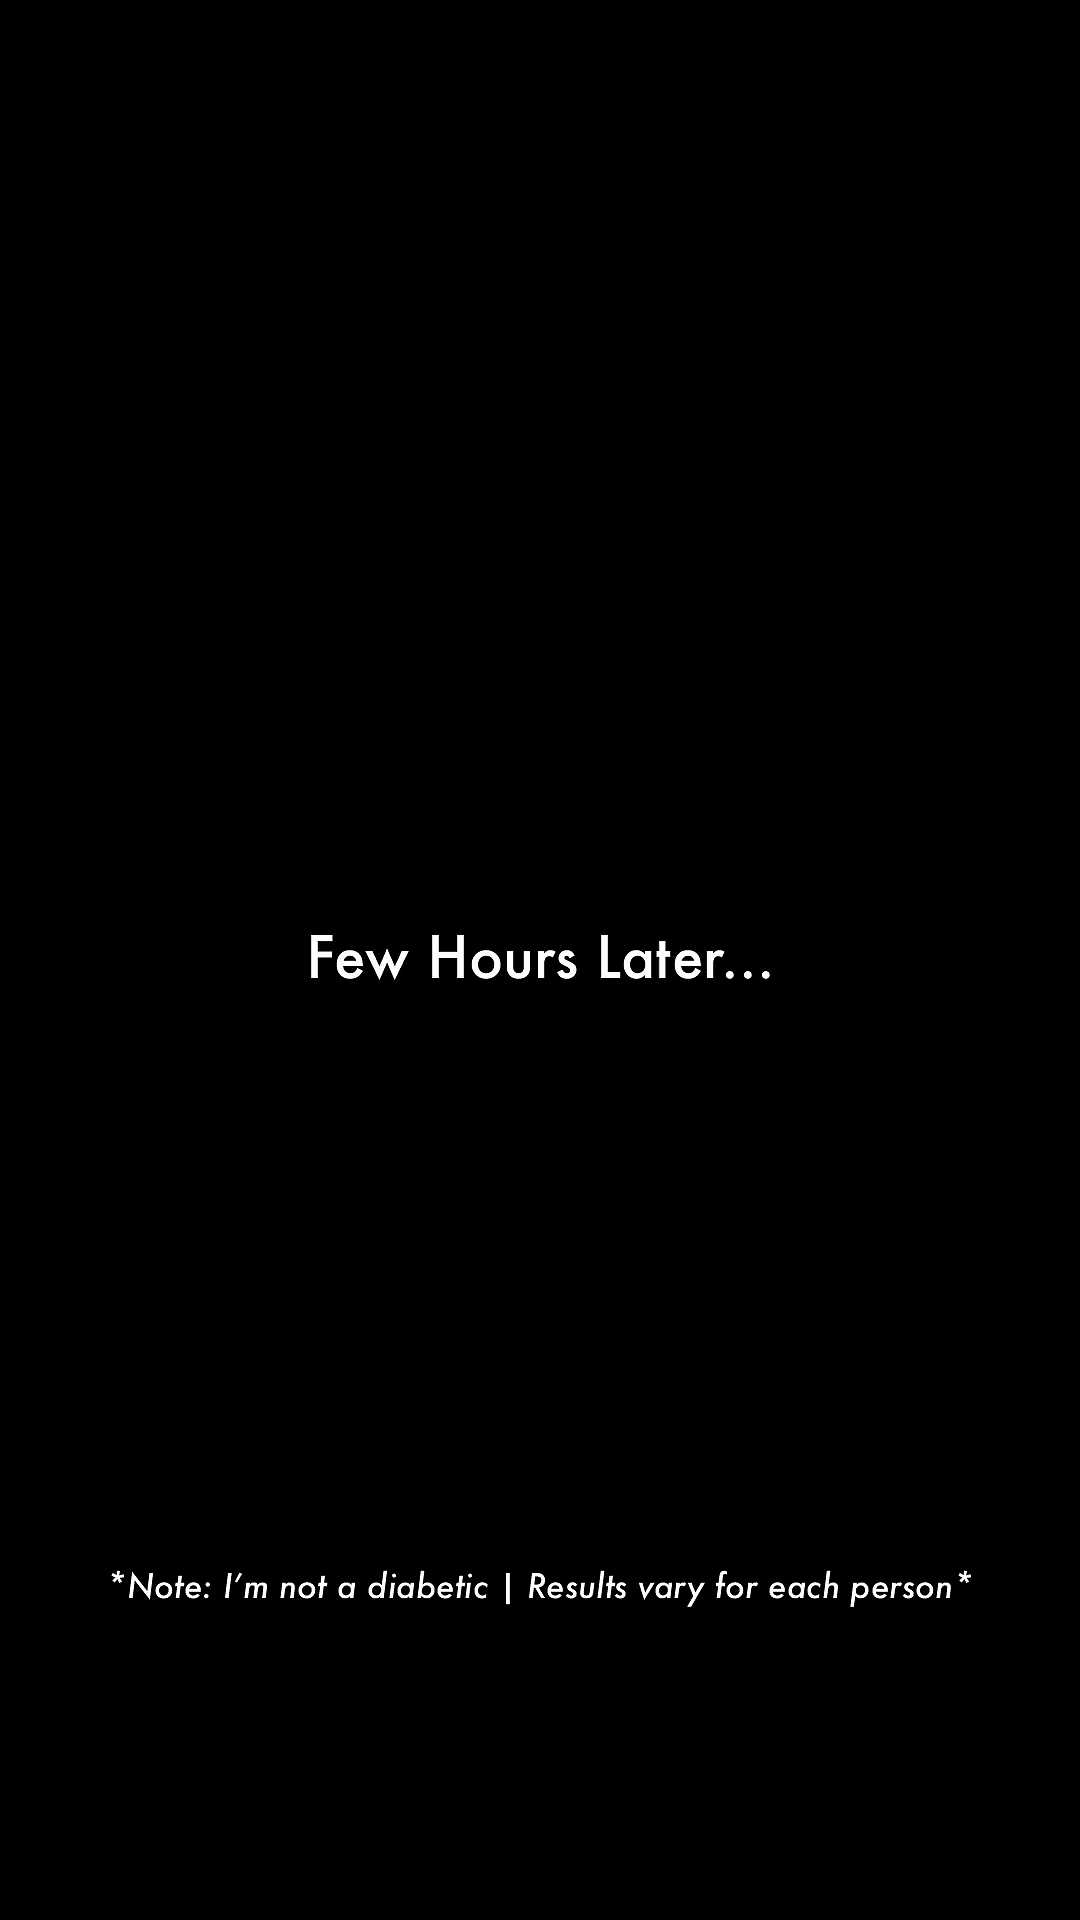 Few Hours Later...
*Note: I’m not a diabetic | Results vary for each person*